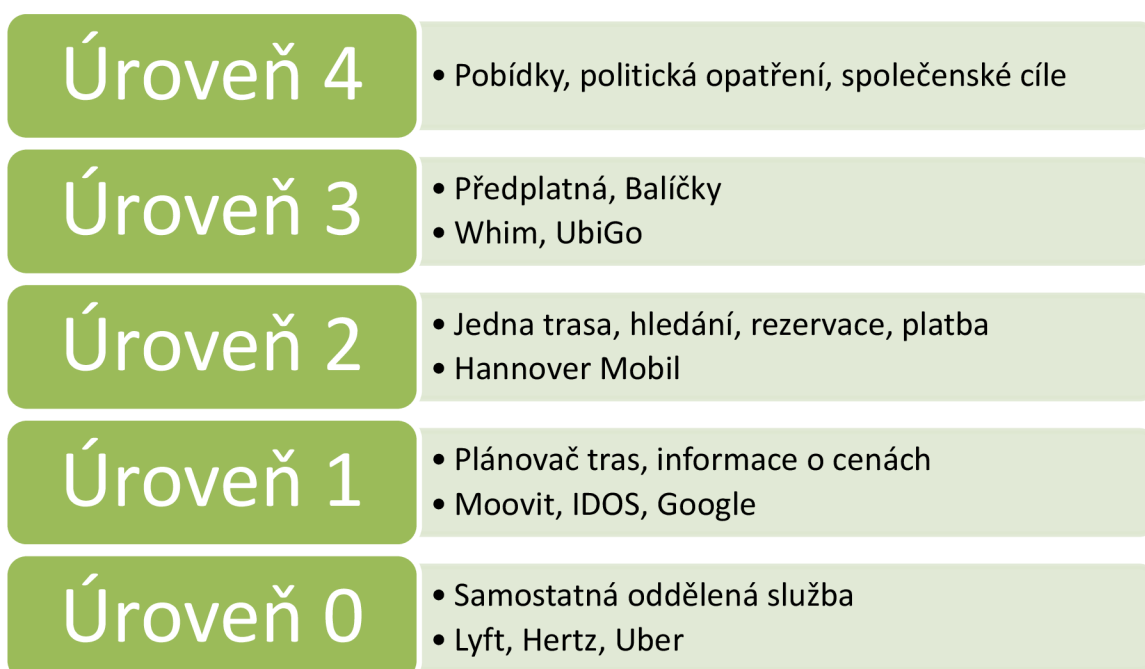 Úroveň 4
• Pobídky, politická opatření, společenské cíle
Úroveň 3
• Předplatná, Balíčky
• Whim, UbiGo
Úroveň 2
• Jedna trasa, hledání, rezervace, platba
• Hannover Mobil
Úroveň 1
• Plánovač tras, informace o cenách
• Moovit, IDOS, Google
Úroveň 0
• Samostatná oddělená služba
• Lyft, Hertz, Uber